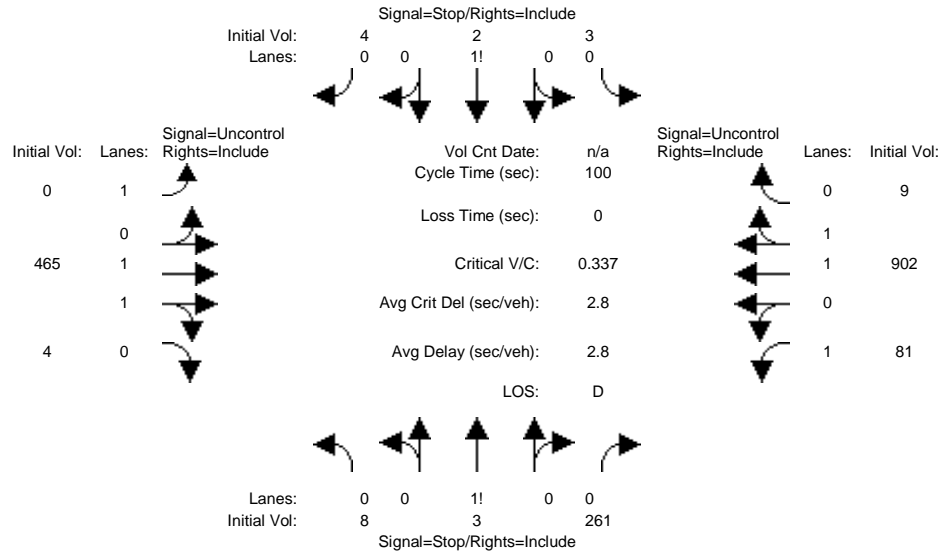 Signal=Stop/Rights=Include
Initial Vol: 4 2 3
Lanes: 0 0 1! 0 0
Signal=Uncontrol Signal=Uncontrol
Initial Vol: Lanes: Rights=Include Vol Cnt Date: n/a Rights=Include Lanes: Initial Vol:
0 1 Cycle Time (sec): 100 0 9
Loss Time (sec): 0
0 1
465 1 Critical V/C: 0.337 1 902
1 Avg Crit Del (sec/veh): 2.8 0
4 0 Avg Delay (sec/veh): 2.8 1 81
LOS: D
Lanes: 0 0 1! 0 0
Initial Vol: 8 3 261
Signal=Stop/Rights=Include